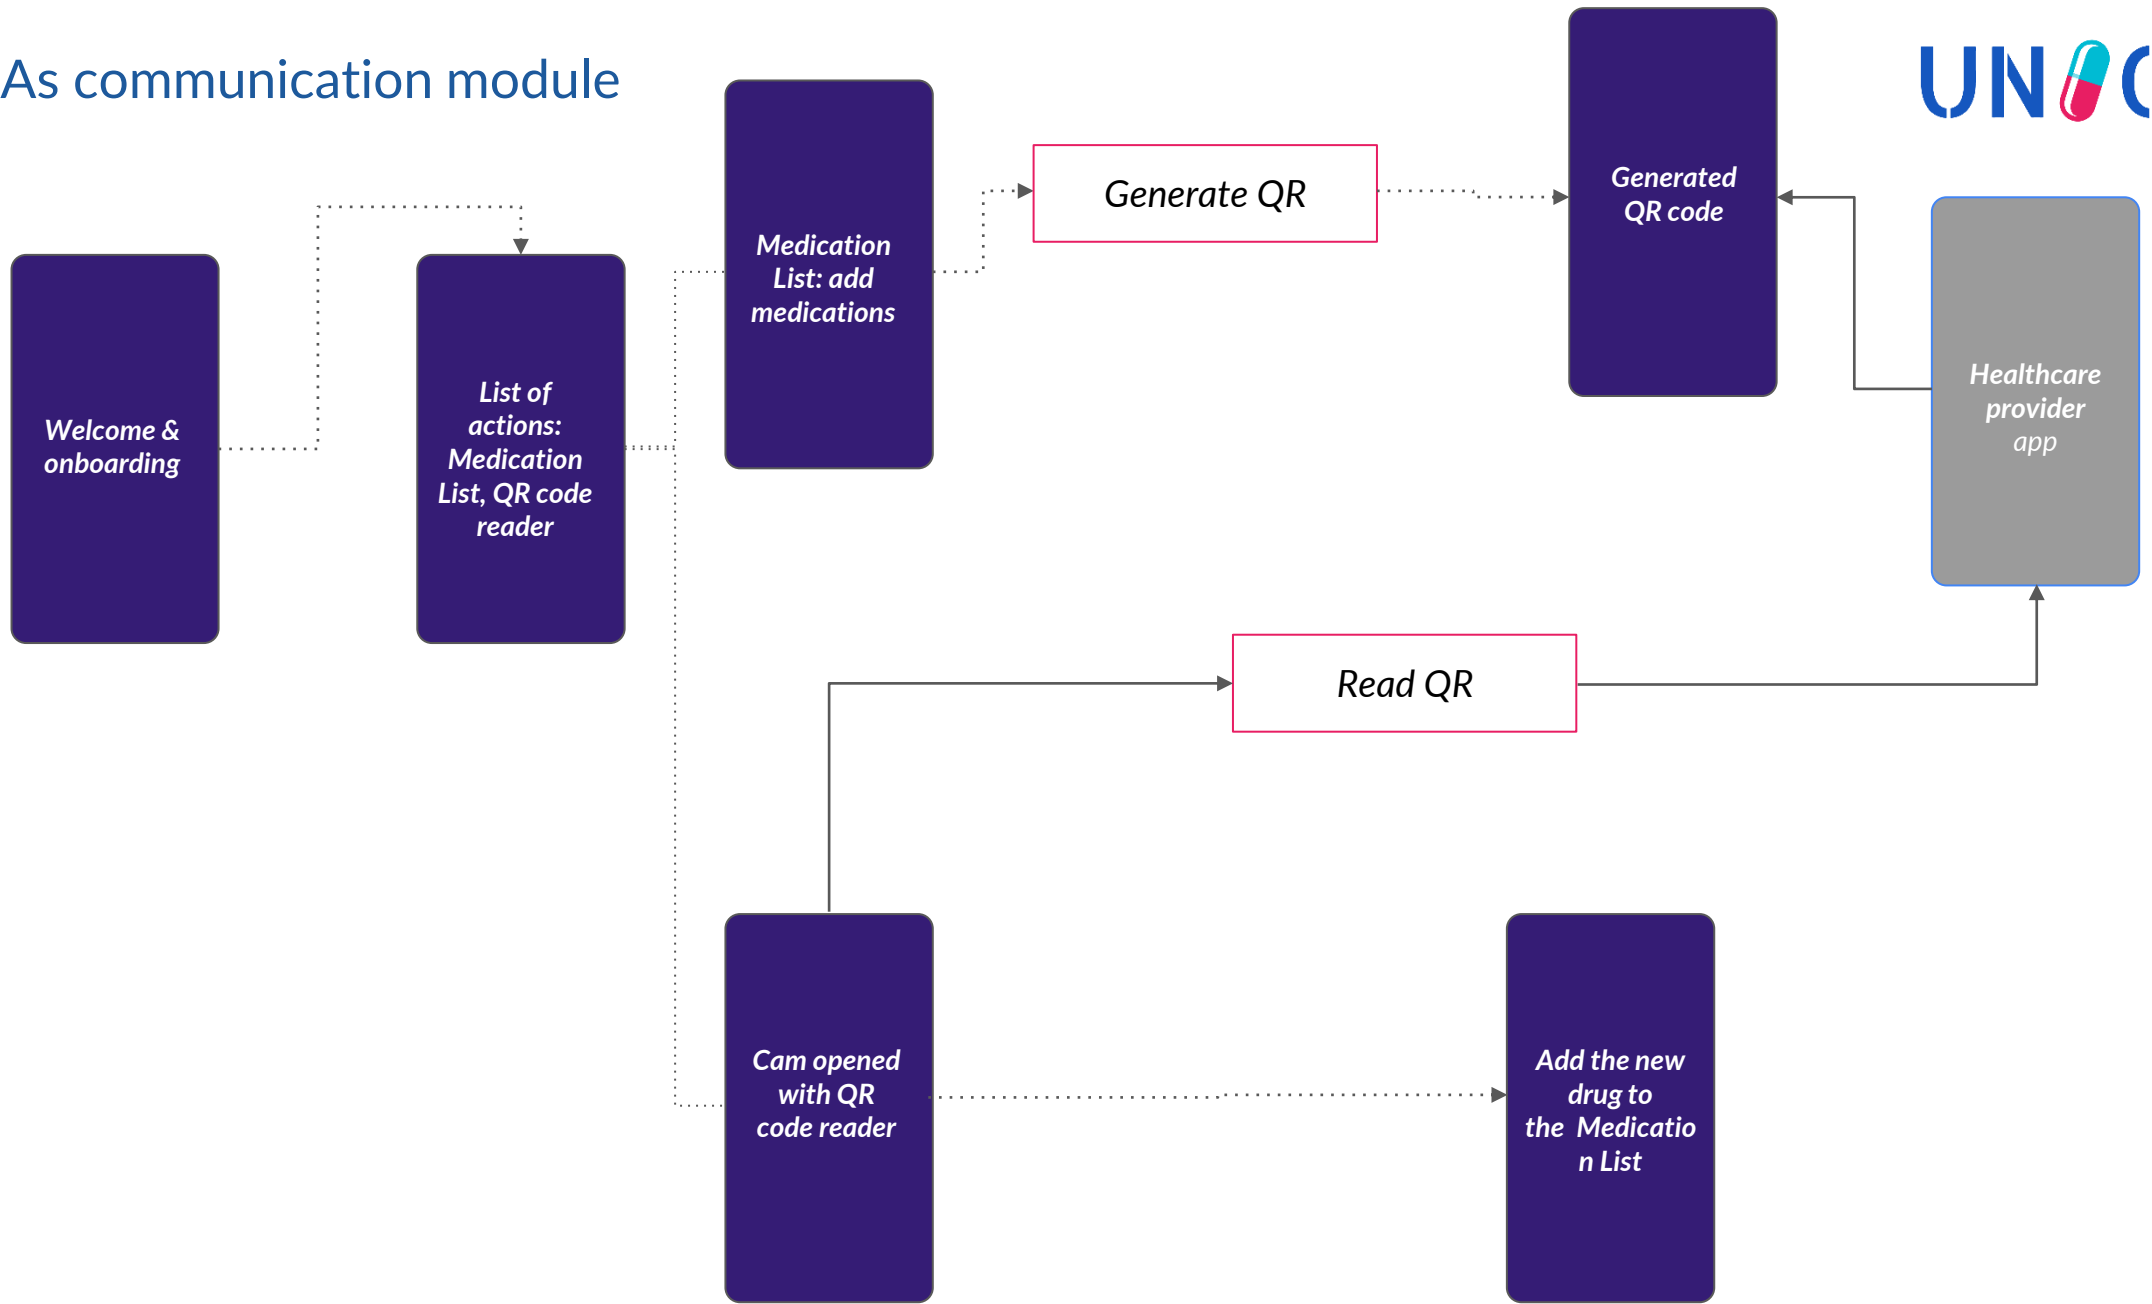 As communication module
UN
Welcome &
onboarding
List of
actions:
Medication
List, QR code
reader
Medication
List: add
medications
Generate QR
Generated
QR code
Healthcare
provider
app
Read QR
Cam opened
with QR
code reader
Add the new
drug to
the  Medicatio
n List